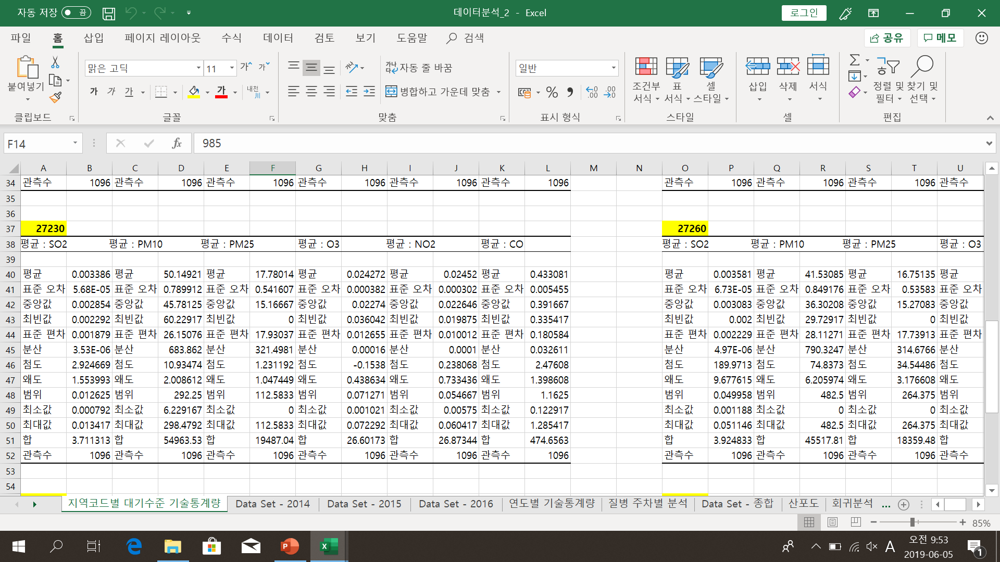 자동 저장 끔 데이터분석_2 - Excel 로그인
파일 홈 삽입 페이지 레이아웃 수식 데이터 검토 보기 도움말 검색 공유 메모
맑은 고딕 11 가 가 가나다 자동 줄 바꿈 일반
붙여넣기 가 가 가 가 내천 병합하고 가운데 맞춤 % 조건부 서식 표 서식 셀 스타일 삽입 삭제 서식 정렬 및 필터 찾기 및 선택
클립보드 글꼴 맞춤 표시 형식 스타일 셀 편집
F14 fx 985
A B C D E F G H I J K L M N O P Q R S T U
34 관측수 1096 관측수 1096 관측수 1096 관측수 1096 관측수 1096 관측수 1096 관측수 1096 관측수 1096 관측수 1096 관측수
35
36
37 27230 27260
38 평균 : SO2 평균 : PM10 평균 : PM25 평균 : O3 평균 : NO2 평균 : CO 평균 : SO2 평균 : PM10 평균 : PM25 평균 : O3
39
40 평균 0.003386 평균 50.14921 평균 17.78014 평균 0.024272 평균 0.02452 평균 0.433081 평균 0.003581 평균 41.53085 평균 16.75135 평균
41 표준 오차 5.68E-05 표준 오차 0.789912 표준 오차 0.541607 표준 오차 0.000382 표준 오차 0.000302 표준 오차 0.005455 표준 오차 6.73E-05 표준 오차 0.849176 표준 오차 0.53583 표준 오차
42 중앙값 0.002854 중앙값 45.78125 중앙값 15.16667 중앙값 0.02274 중앙값 0.022646 중앙값 0.391667 중앙값 0.003083 중앙값 36.30208 중앙값 15.27083 중앙값
43 최빈값 0.002292 최빈값 60.22917 최빈값 0 최빈값 0.036042 최빈값 0.019875 최빈값 0.335417 최빈값 0.002 최빈값 29.72917 최빈값 0 최빈값
44 표준 편차 0.001879 표준 편차 26.15076 표준 편차 17.93037 표준 편차 0.012655 표준 편차 0.010012 표준 편차 0.180584 표준 편차 0.002229 표준 편차 28.11271 표준 편차 17.73913 표준 편차
45 분산 3.53E-06 분산 683.862 분산 321.4981 분산 0.00016 분산 0.0001 분산 0.032611 분산 4.97E-06 분산 790.3247 분산 314.6766 분산
46 첨도 2.924669 첨도 10.93474 첨도 1.231192 첨도 -0.1538 첨도 0.238068 첨도 2.47608 첨도 189.9713 첨도 74.8373 첨도 34.54486 첨도
47 왜도 1.553993 왜도 2.008612 왜도 1.047449 왜도 0.438634 왜도 0.733436 왜도 1.398608 왜도 9.677615 왜도 6.205974 왜도 3.176608 왜도
48 범위 0.012625 범위 292.25 범위 112.5833 범위 0.071271 범위 0.054667 범위 1.1625 범위 0.049958 범위 482.5 범위 264.375 범위
49 최소값 0.000792 최소값 6.229167 최소값 0 최소값 0.001021 최소값 0.00575 최소값 0.122917 최소값 0.001188 최소값 0 최소값 0 최소값
50 최대값 0.013417 최대값 298.4792 최대값 112.5833 최대값 0.072292 최대값 0.060417 최대값 1.285417 최대값 0.051146 최대값 482.5 최대값 264.375 최대값
51 합 3.711313 합 54963.53 합 19487.04 합 26.60173 합 26.87344 합 474.6563 합 3.924833 합 45517.81 합 18359.48 합
52 관측수 1096 관측수 1096 관측수 1096 관측수 1096 관측수 1096 관측수 1096 관측수 1096 관측수 1096 관측수 1096 관측수
53
54
지역코드별 대기수준 기술통계량 Data Set - 2014 Data Set - 2015 Data Set - 2016 연도별 기술통계량 질병 주차별 분석 Data Set - 종합 산포도 회귀분석 ...
85%
A 오전 9:53
2019-06-05 1